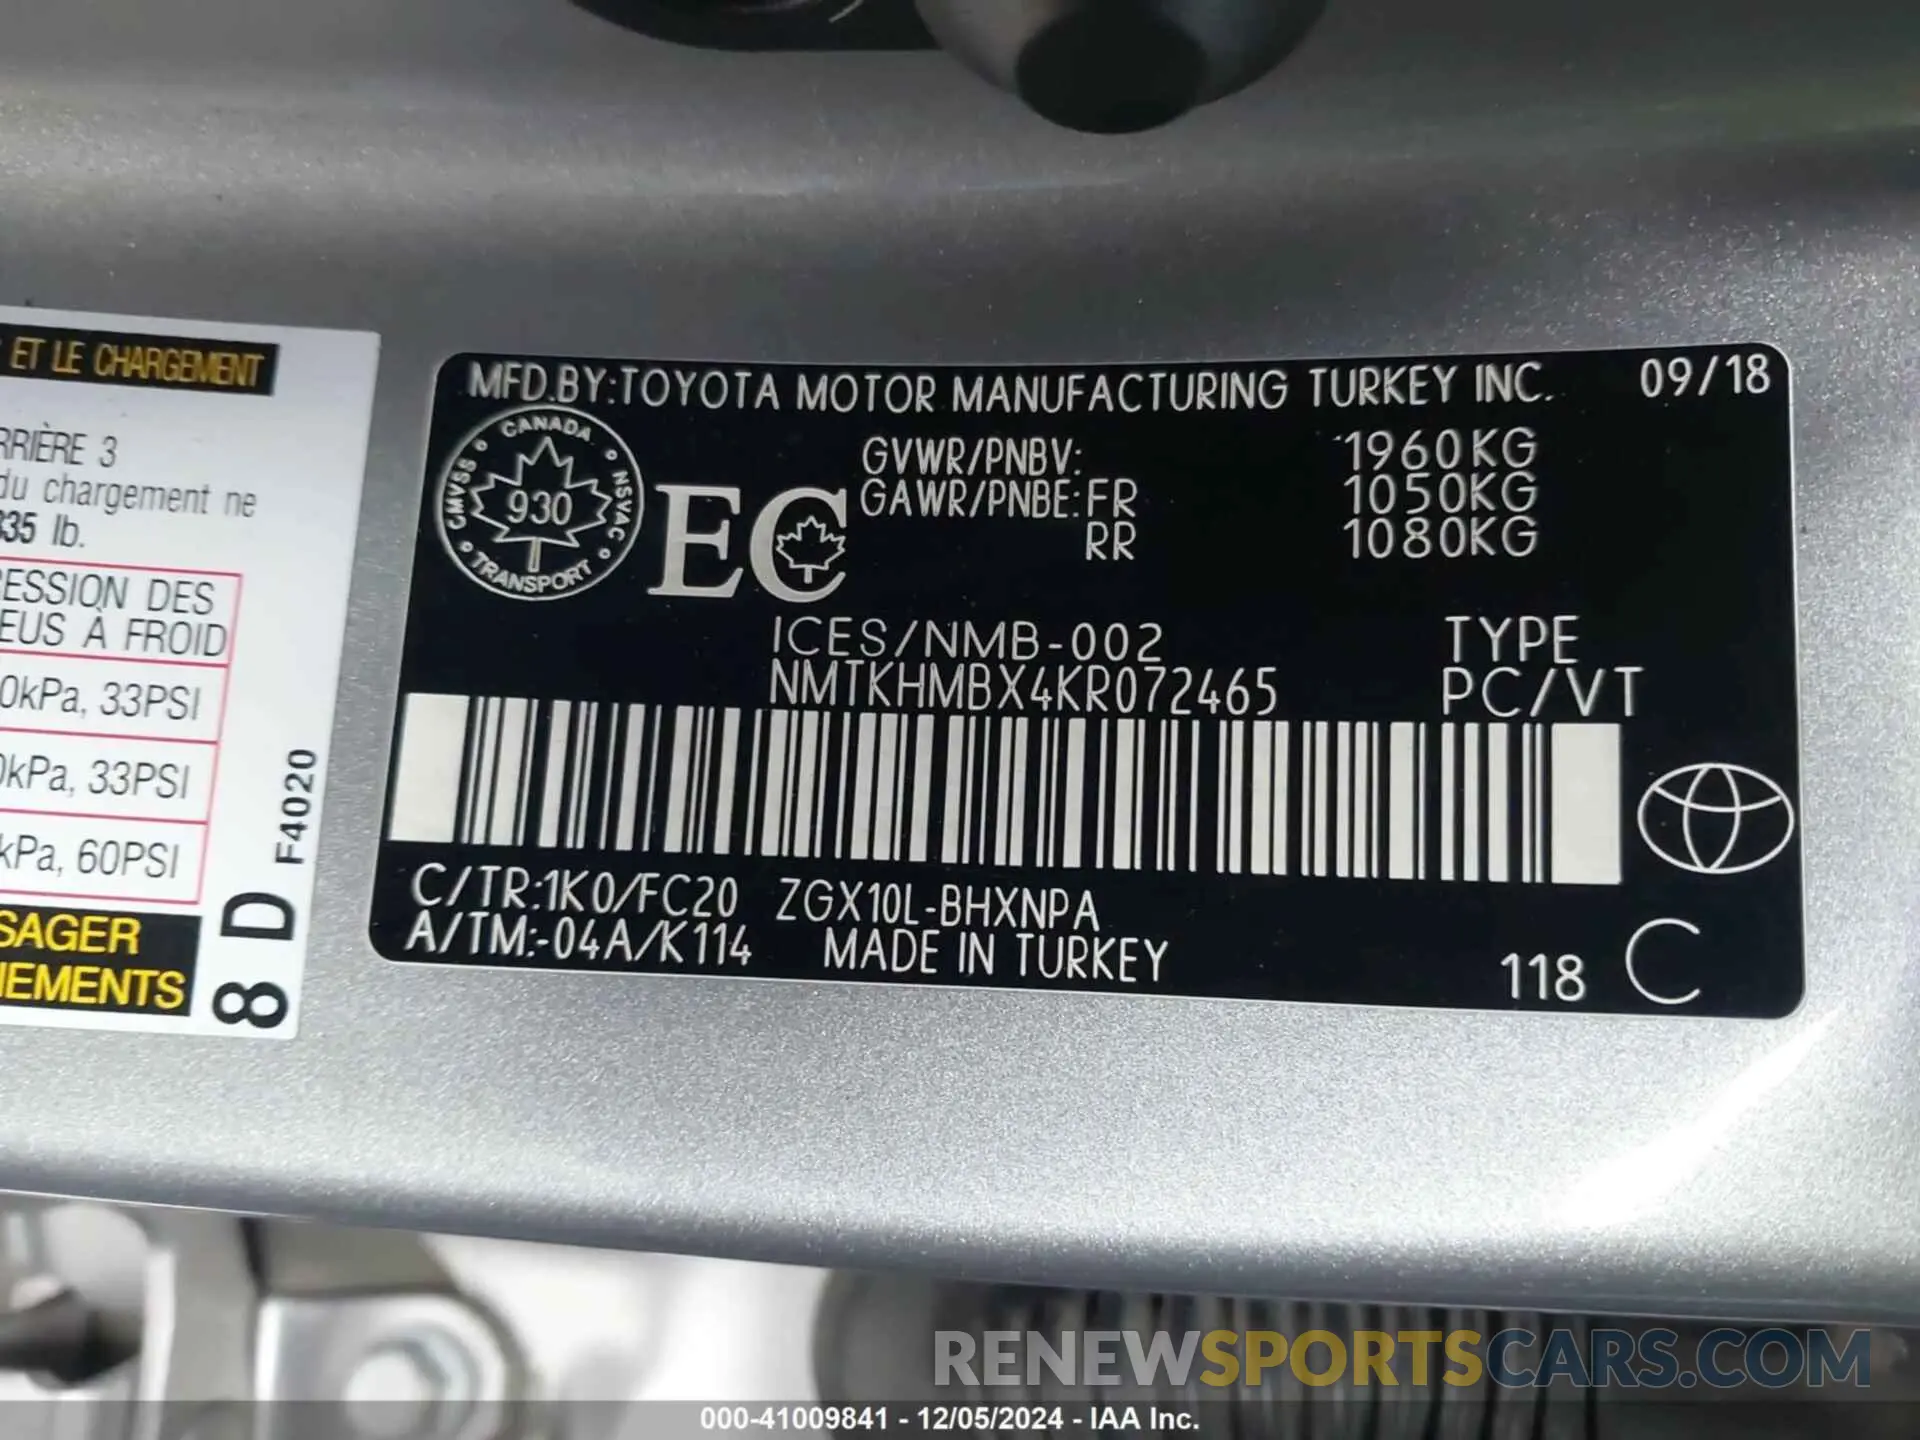 ET LE CHARGEMENT
RRIÈRE 3
du chargement ne
835 lb.
ESSION DES
EUS À FROID
0kPa, 33PSI
0kPa, 33PSI
kPa, 60PSI
SAGER
NEMENTS
8 D
F4020
MFD.BY:TOYOTA MOTOR MANUFACTURING TURKEY INC. 09/18
CANADA
CMVSS 930 NSVAC
TRANSPORT
EC
GVWR/PNBV: 1960KG
GAWR/PNBE:FR 1050KG
RR 1080KG
ICES/NMB-002 TYPE
NMTKHMBX4KR072465 PC/VT
C/TR:1K0/FC20 ZGX10L-BHXNPA
A/TM:-04A/K114 MADE IN TURKEY
118 C
RENEWSPORTSCARS.COM
000-41009841 - 12/05/2024 - IAA Inc.